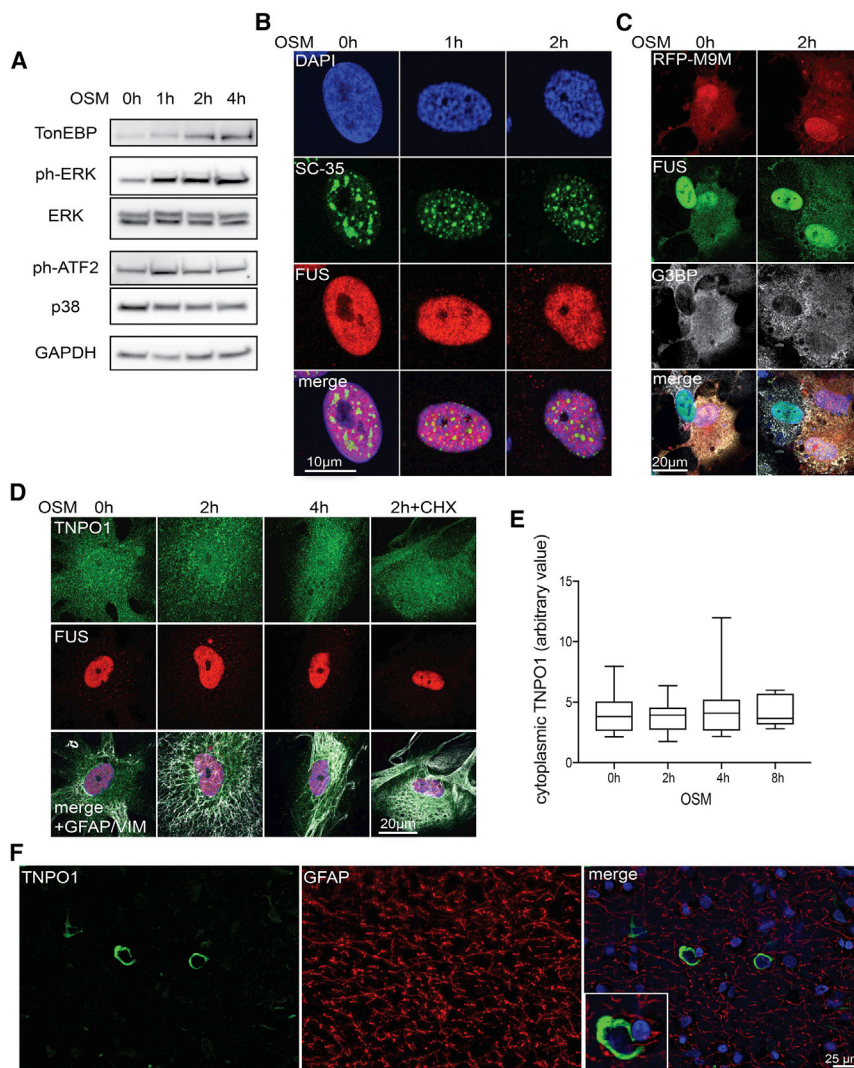 A
OSM 0h 1h 2h 4h
TonEBP
ph-ERK
ERK
ph-ATF2
p38
GAPDH
B
OSM 0h 1h 2h
DAPI
SC-35
FUS
merge
10µm
C
OSM 0h 2h
RFP-M9M
FUS
G3BP
merge
20µm
D
OSM 0h 2h 4h 2h+CHX
TNPO1
FUS
merge
+GFAP/VIM
20µm
E
cytoplasmic TNPO1 (arbitrary value)
15
10
5
0
0h 2h 4h 8h
OSM
F
TNPO1 GFAP merge
25 µm